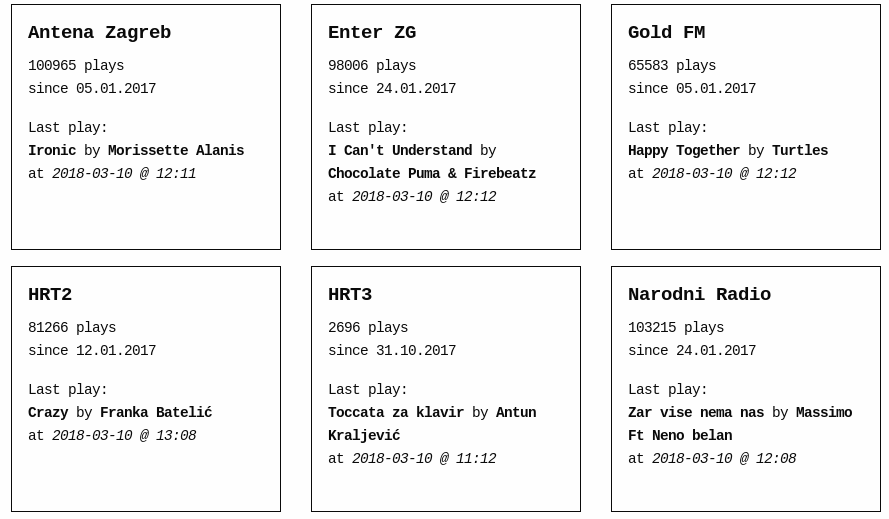 Antena Zagreb
100965 plays
since 05.01.2017
Last play:
Ironic by Morissette Alanis
at 2018-03-10 @ 12:11
Enter ZG
98006 plays
since 24.01.2017
Last play:
I Can't Understand by
Chocolate Puma & Firebeatz
at 2018-03-10 @ 12:12
Gold FM
65583 plays
since 05.01.2017
Last play:
Happy Together by Turtles
at 2018-03-10 @ 12:12
HRT2
81266 plays
since 12.01.2017
Last play:
Crazy by Franka Batelić
at 2018-03-10 @ 13:08
HRT3
2696 plays
since 31.10.2017
Last play:
Toccata za klavir by Antun
Kraljević
at 2018-03-10 @ 11:12
Narodni Radio
103215 plays
since 24.01.2017
Last play:
Zar vise nema nas by Massimo
Ft Neno belan
at 2018-03-10 @ 12:08